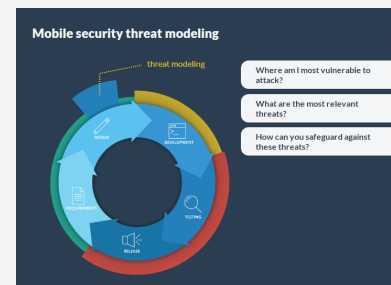 Mobile security threat modeling
threat modeling
Where am I most vulnerable to
attack?
What are the most relevant
threats?
How can you safeguard against
these threats?
DESIGN
DEVELOPMENT
TESTING
RELEASE
REQUIREMENTS